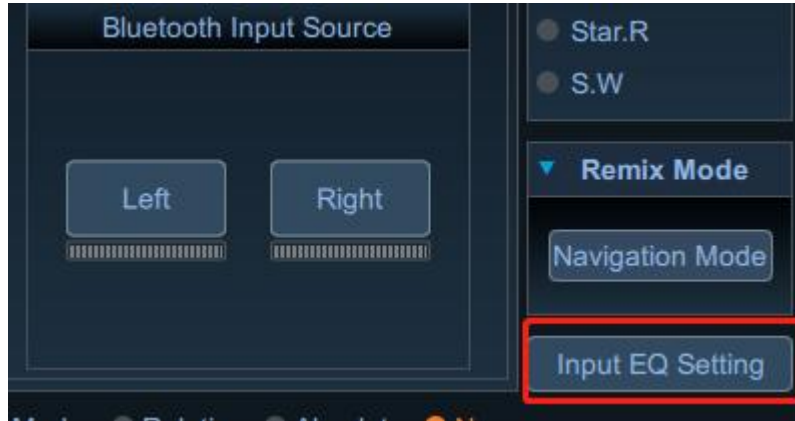 Bluetooth Input Source
Left
Right
Star.R
S.W
Remix Mode
Navigation Mode
Input EQ Setting